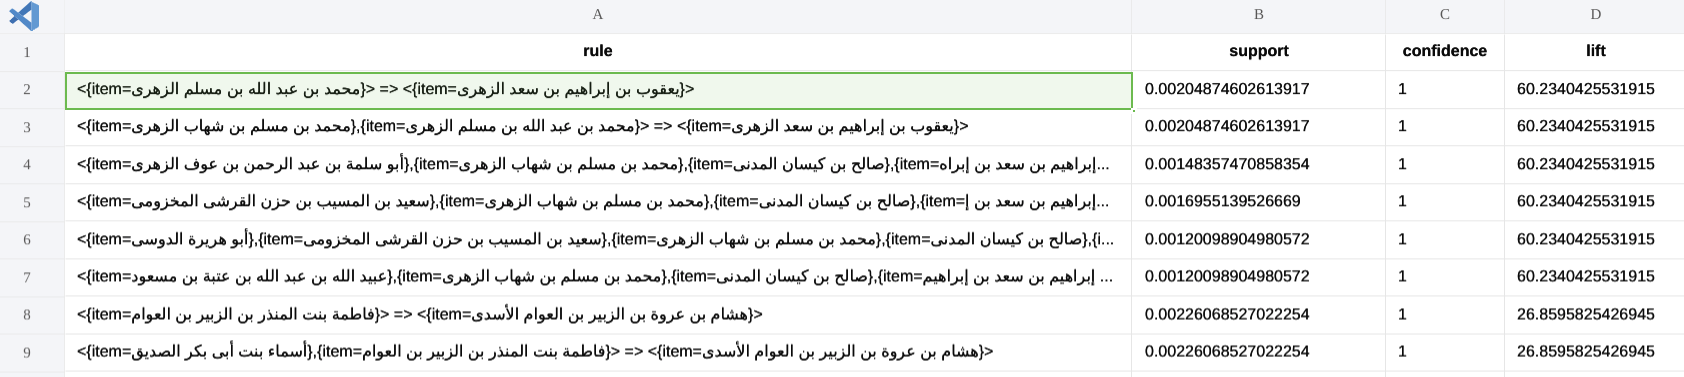 A B C D
1 rule support confidence lift
2 <{item=محمد بن عبد الله بن مسلم الزهرى}> => <{item=يعقوب بن إبراهيم بن سعد الزهرى}> 0.00204874602613917 1 60.2340425531915
3 <{item=محمد بن مسلم بن شهاب الزهرى},{item=محمد بن عبد الله بن مسلم الزهرى}> => <{item=يعقوب بن إبراهيم بن سعد الزهرى}> 0.00204874602613917 1 60.2340425531915
4 <{item=أبو سلمة بن عبد الرحمن بن عوف الزهرى},{item=محمد بن مسلم بن شهاب الزهرى},{item=صالح بن كيسان المدنى},{item=إبراهيم بن سعد بن إبراه... 0.00148357470858354 1 60.2340425531915
5 <{item=سعيد بن المسيب بن حزن القرشى المخزومى},{item=محمد بن مسلم بن شهاب الزهرى},{item=صالح بن كيسان المدنى},{item=إبراهيم بن سعد بن إ... 0.0016955139526669 1 60.2340425531915
6 <{item=أبو هريرة الدوسى},{item=سعيد بن المسيب بن حزن القرشى المخزومى},{item=محمد بن مسلم بن شهاب الزهرى},{item=صالح بن كيسان المدنى},{i... 0.00120098904980572 1 60.2340425531915
7 <{item=عبيد الله بن عبد الله بن عتبة بن مسعود},{item=محمد بن مسلم بن شهاب الزهرى},{item=صالح بن كيسان المدنى},{item=إبراهيم بن سعد بن إبراهيم ... 0.00120098904980572 1 60.2340425531915
8 <{item=فاطمة بنت المنذر بن الزبير بن العوام}> => <{item=هشام بن عروة بن الزبير بن العوام الأسدى}> 0.00226068527022254 1 26.8595825426945
9 <{item=أسماء بنت أبى بكر الصديق},{item=فاطمة بنت المنذر بن الزبير بن العوام}> => <{item=هشام بن عروة بن الزبير بن العوام الأسدى}> 0.00226068527022254 1 26.8595825426945